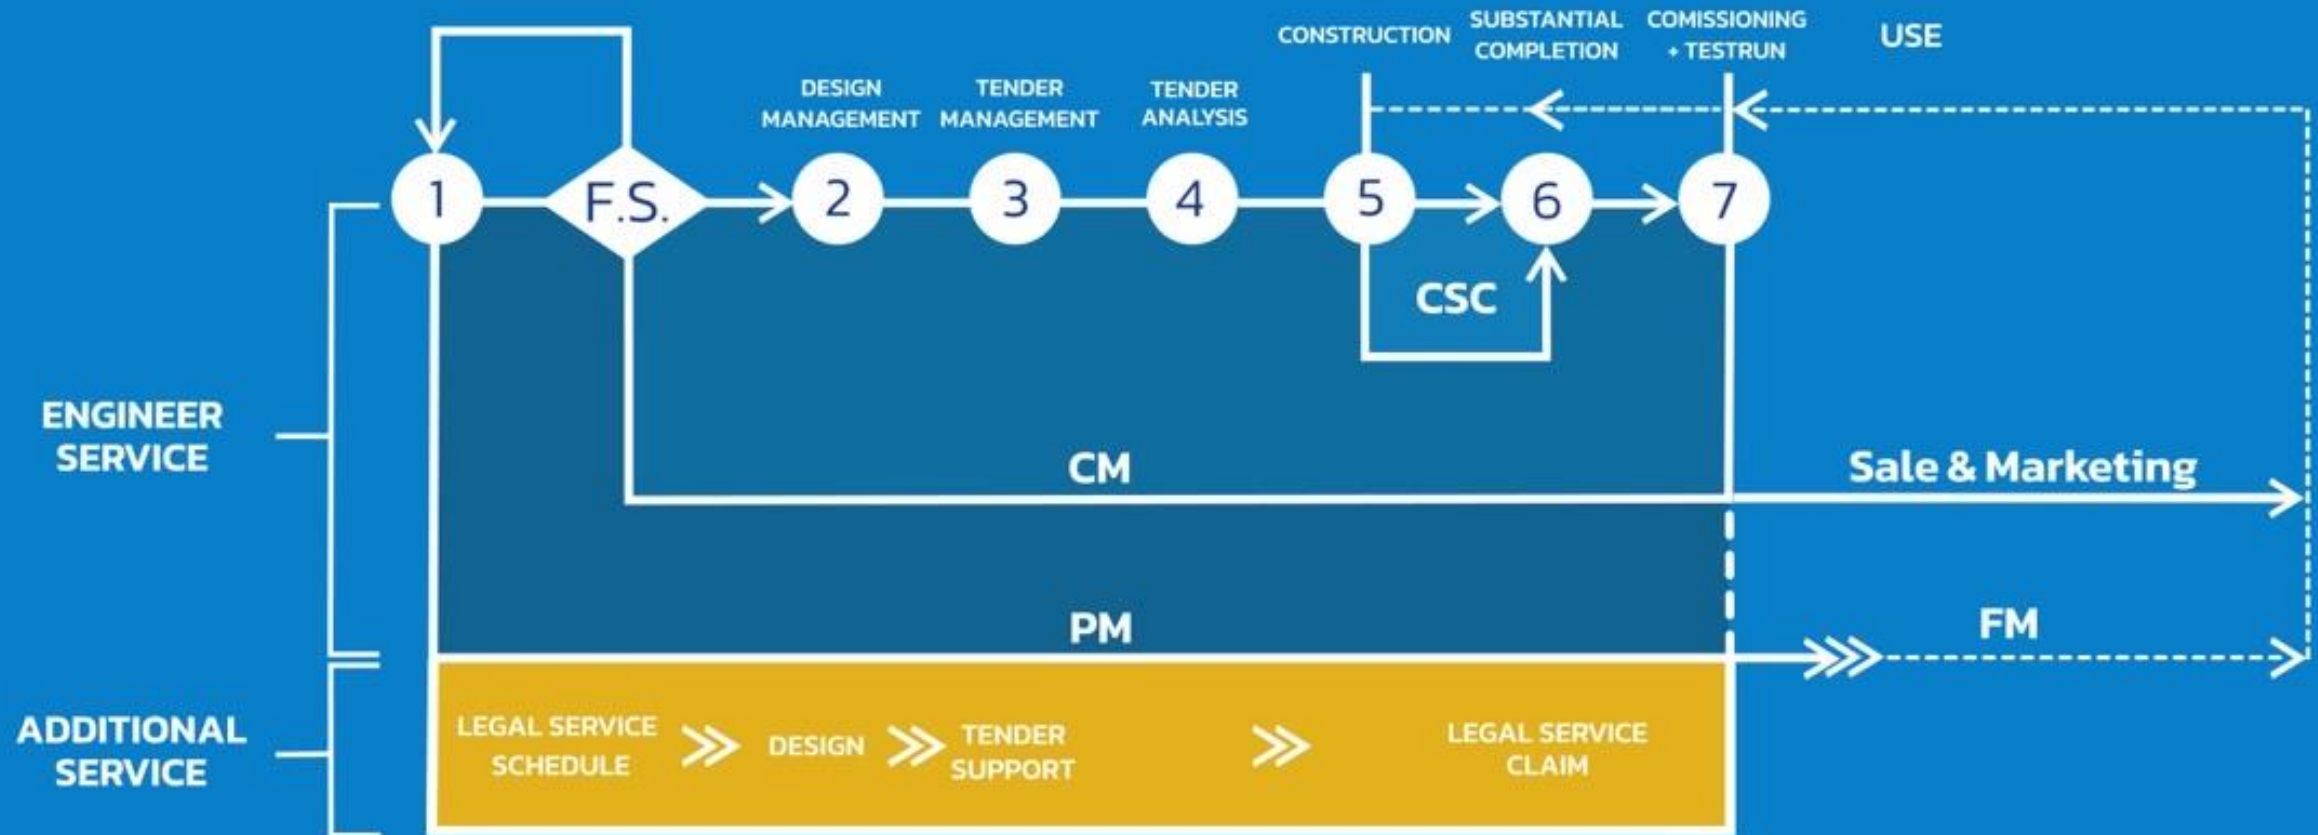 CONSTRUCTION
SUBSTANTIAL
COMPLETION
COMISSIONING
+ TESTRUN
USE
DESIGN
MANAGEMENT
TENDER
MANAGEMENT
TENDER
ANALYSIS
1
F.S.
2
3
4
5
6
7
CSC
ENGINEER
SERVICE
CM
Sale & Marketing
PM
FM
ADDITIONAL
SERVICE
LEGAL SERVICE
SCHEDULE
DESIGN
TENDER
SUPPORT
LEGAL SERVICE
CLAIM